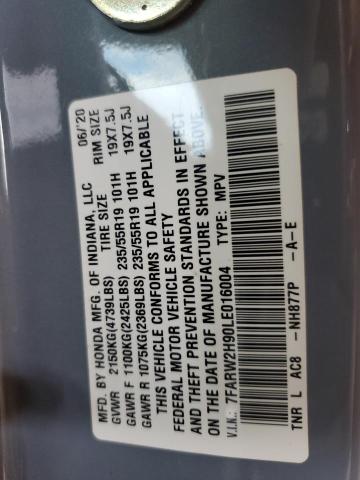 MFD. BY HONDA MFG. OF INDIANA, LLC 06/'20
TIRE SIZE RIM SIZE
GVWR 2150KG(4739LBS)
GAWR F 1100KG(2425LBS) 235/55R19 101H 19X7.5J
GAWR R 1075KG(2369LBS) 235/55R19 101H 19X7.5J
THIS VEHICLE CONFORMS TO ALL APPLICABLE
FEDERAL MOTOR VEHICLE SAFETY
AND THEFT PREVENTION STANDARDS IN EFFECT
ON THE DATE OF MANUFACTURE SHOWN ABOVE.
V.I.N.: 7FARW2H90LE016004 TYPE: MPV
TNR L AC8 -NH877P -A-E